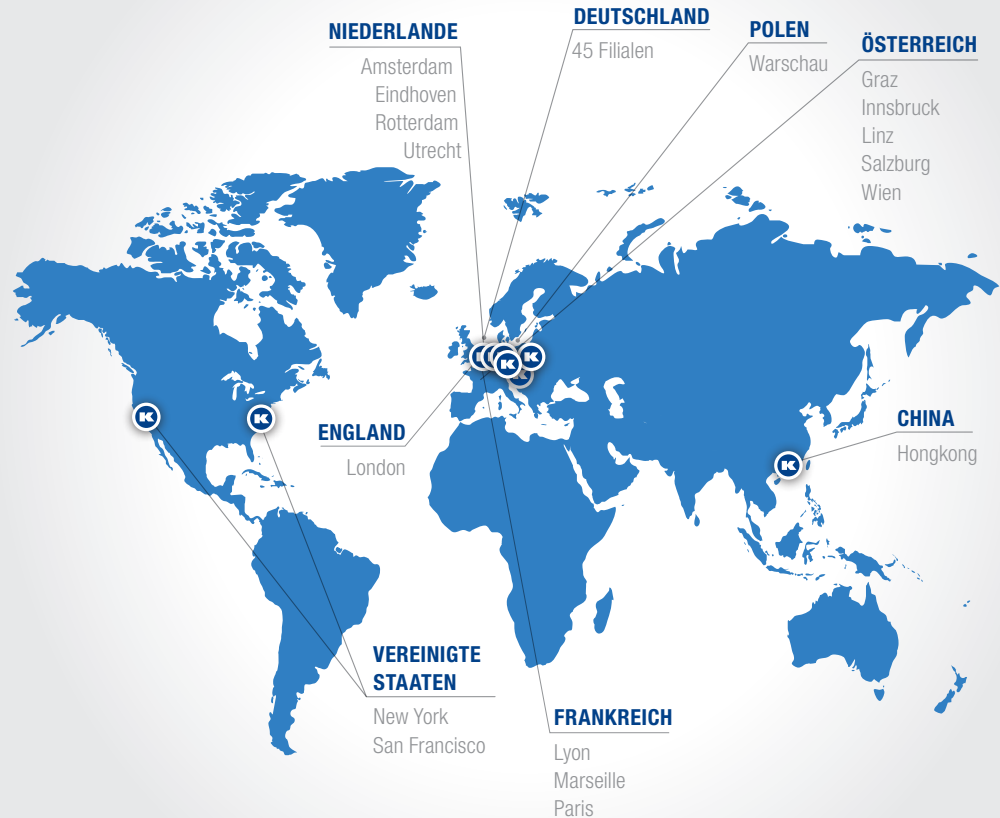 NIEDERLANDE
Amsterdam
Eindhoven
Rotterdam
Utrecht
DEUTSCHLAND
45 Filialen
POLEN
Warschau
ÖSTERREICH
Graz
Innsbruck
Linz
Salzburg
Wien
ENGLAND
London
CHINA
Hongkong
VEREINIGTE
STAATEN
New York
San Francisco
FRANKREICH
Lyon
Marseille
Paris
K
K
K
K
K
K
K